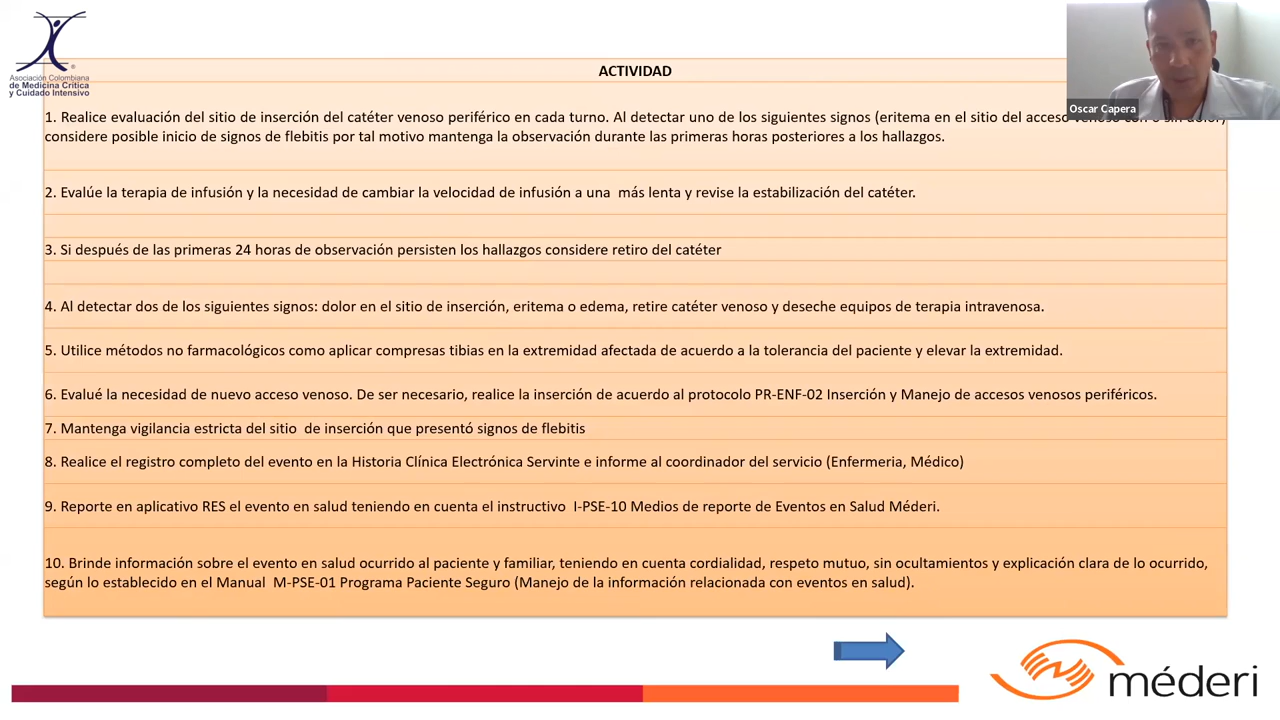 Asociación Colombiana
de Medicina Crítica
y Cuidado Intensivo
ACTIVIDAD
Oscar Capera
1. Realice evaluación del sitio de inserción del catéter venoso periférico en cada turno. Al detectar uno de los siguientes signos (eritema en el sitio del acceso venoso con o sin dolor)
considere posible inicio de signos de flebitis por tal motivo mantenga la observación durante las primeras horas posteriores a los hallazgos.
2. Evalúe la terapia de infusión y la necesidad de cambiar la velocidad de infusión a una  más lenta y revise la estabilización del catéter.
3. Si después de las primeras 24 horas de observación persisten los hallazgos considere retiro del catéter
4. Al detectar dos de los siguientes signos: dolor en el sitio de inserción, eritema o edema, retire catéter venoso y deseche equipos de terapia intravenosa.
5. Utilice métodos no farmacológicos como aplicar compresas tibias en la extremidad afectada de acuerdo a la tolerancia del paciente y elevar la extremidad.
6. Evalué la necesidad de nuevo acceso venoso. De ser necesario, realice la inserción de acuerdo al protocolo PR-ENF-02 Inserción y Manejo de accesos venosos periféricos.
7. Mantenga vigilancia estricta del sitio  de inserción que presentó signos de flebitis
8. Realice el registro completo del evento en la Historia Clínica Electrónica Servinte e informe al coordinador del servicio (Enfermeria, Médico)
9. Reporte en aplicativo RES el evento en salud teniendo en cuenta el instructivo  I-PSE-10 Medios de reporte de Eventos en Salud Méderi.
10. Brinde información sobre el evento en salud ocurrido al paciente y familiar, teniendo en cuenta cordialidad, respeto mutuo, sin ocultamientos y explicación clara de lo ocurrido,
según lo establecido en el Manual  M-PSE-01 Programa Paciente Seguro (Manejo de la información relacionada con eventos en salud).
méderi